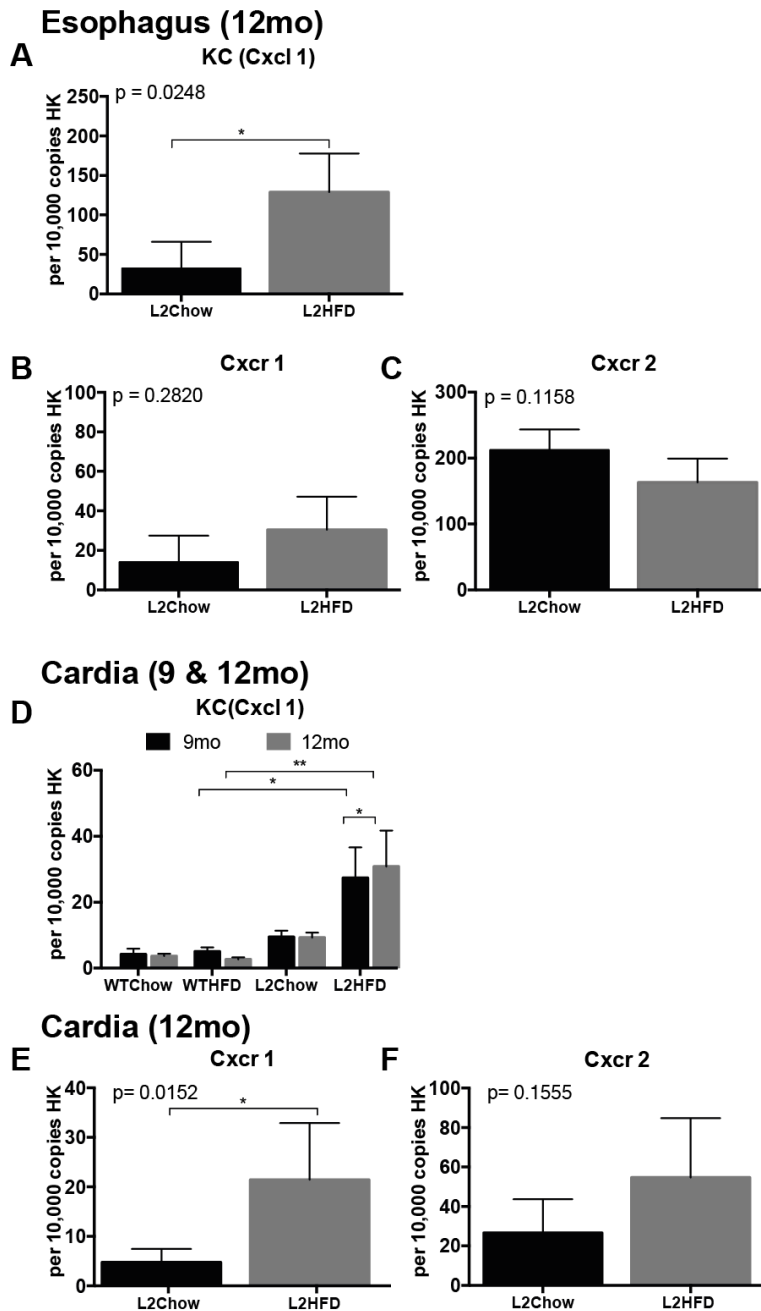 Esophagus (12mo)
A
KC (Cxcl 1)
p = 0.0248
*
per 10,000 copies HK
250
200
150
100
50
0
L2Chow L2HFD
B
Cxcr 1
p = 0.2820
per 10,000 copies HK
100
80
60
40
20
0
L2Chow L2HFD
C
Cxcr 2
p = 0.1158
per 10,000 copies HK
300
200
100
0
L2Chow L2HFD
Cardia (9 & 12mo)
D
KC(Cxcl 1)
9mo 12mo
**
*
*
per 10,000 copies HK
60
40
20
0
WTChow WTHFD L2Chow L2HFD
Cardia (12mo)
E
Cxcr 1
p= 0.0152
*
per 10,000 copies HK
40
30
20
10
0
L2Chow L2HFD
F
Cxcr 2
p= 0.1555
per 10,000 copies HK
100
80
60
40
20
0
L2Chow L2HFD